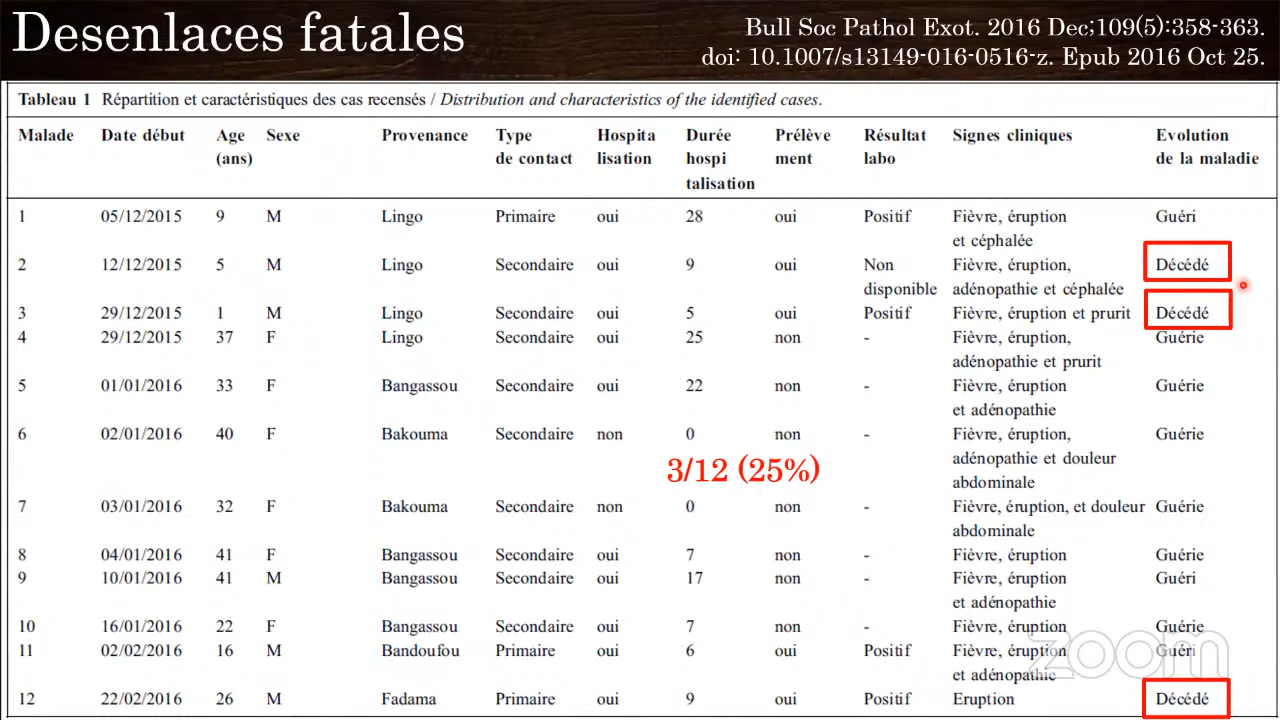 Desenlaces fatales
Bull Soc Pathol Exot. 2016 Dec;109(5):358-363.
doi: 10.1007/s13149-016-0516-z. Epub 2016 Oct 25.
Tableau 1 Répartition et caractéristiques des cas recensés / Distribution and characteristics of the identified cases.
Malade Date début Age Sexe Provenance Type Hospita Durée Prélève Résultat Signes cliniques Evolution
(ans) de contact lisation hospi ment labo de la maladie
talisation
1 05/12/2015 9 M Lingo Primaire oui 28 oui Positif Fièvre, éruption Guéri
et céphalée
2 12/12/2015 5 M Lingo Secondaire oui 9 oui Non Fièvre, éruption, Décédé
disponible adénopathie et céphalée
3 29/12/2015 1 M Lingo Secondaire oui 5 oui Positif Fièvre, éruption et prurit Décédé
4 29/12/2015 37 F Lingo Secondaire oui 25 non - Fièvre, éruption, Guérie
adénopathie et prurit
5 01/01/2016 33 F Bangassou Secondaire oui 22 non - Fièvre, éruption Guérie
et adénopathie
6 02/01/2016 40 F Bakouma Secondaire non 0 non - Fièvre, éruption, Guérie
adénopathie et douleur
3/12 (25%)
abdominale
7 03/01/2016 32 F Bakouma Secondaire non 0 non - Fièvre, éruption, et douleur Guérie
abdominale
8 04/01/2016 41 F Bangassou Secondaire oui 7 non - Fièvre, éruption Guérie
9 10/01/2016 41 M Bangassou Secondaire oui 17 non - Fièvre, éruption Guéri
et adénopathie
10 16/01/2016 22 F Bangassou Secondaire oui 7 non - Fièvre, éruption Guérie
11 02/02/2016 16 M Bandoufou Primaire oui 6 oui Positif Fièvre, éruption Guéri
et adénopathie
zoom
12 22/02/2016 26 M Fadama Primaire oui 9 oui Positif Eruption Décédé